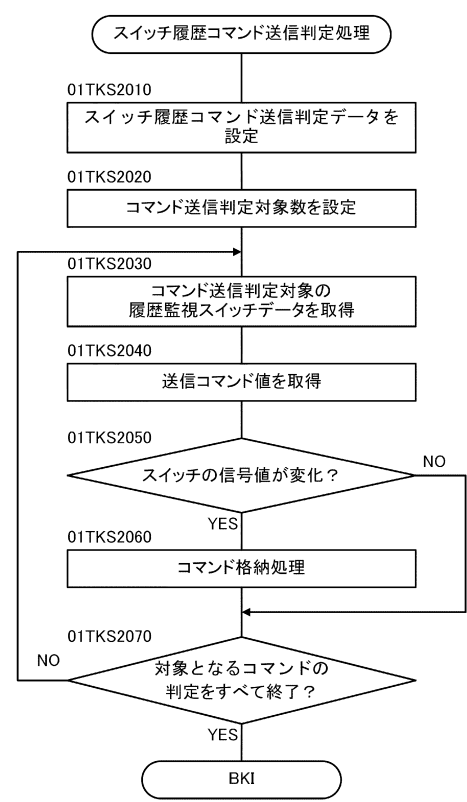 スイッチ履歴コマンド送信判定処理
01TKS2010
スイッチ履歴コマンド送信判定データを
設定
01TKS2020
コマンド送信判定対象数を設定
01TKS2030
コマンド送信判定対象の
履歴監視スイッチデータを取得
01TKS2040
送信コマンド値を取得
01TKS2050
スイッチの信号値が変化？
NO
YES
01TKS2060
コマンド格納処理
01TKS2070
NO
対象となるコマンドの
判定をすべて終了？
YES
BKI